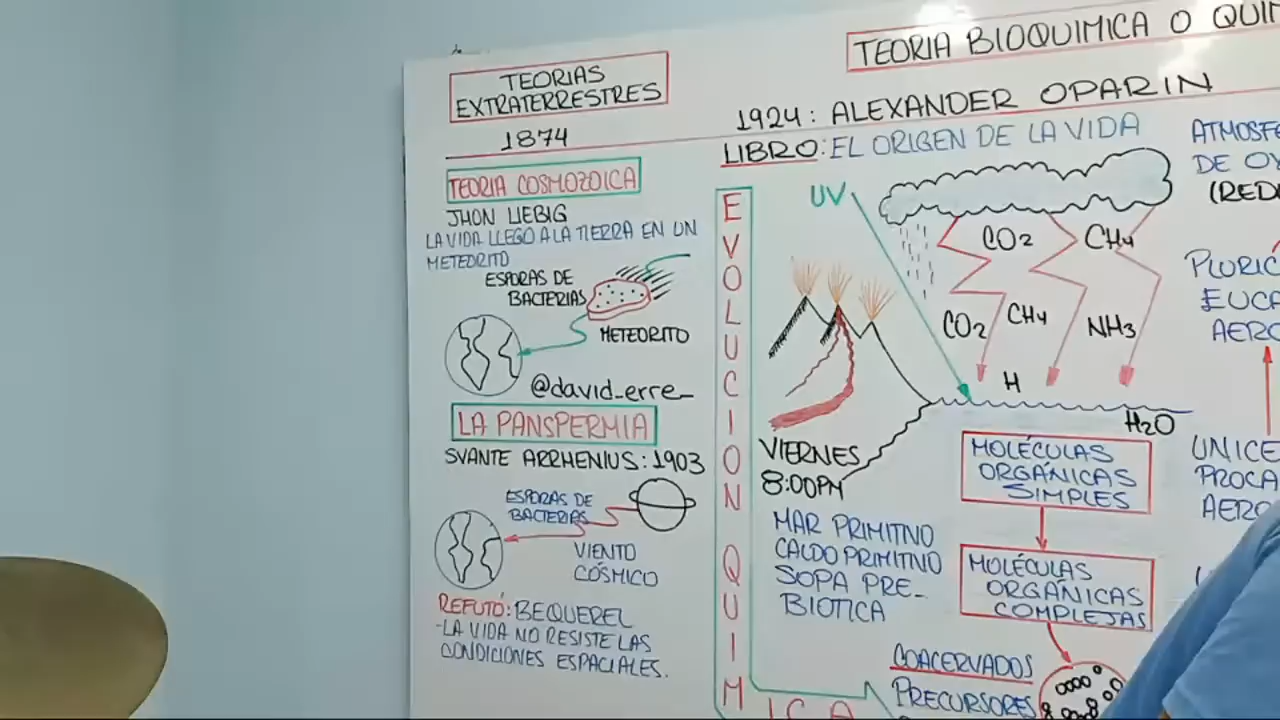 TEORIAS
EXTRATERRESTRES
1874
TEORIA COSMOZOICA
JHON LIEBIG
LA VIDA LLEGO A LA TIERRA EN UN
METEORITO
ESPORAS DE
BACTERIAS
METEORITO
@david_erre_
LA PANSPERMIA
SVANTE ARRHENIUS: 1903
ESPORAS DE
BACTERIAS
VIENTO
CÓSMICO
REFUTÓ: BEQUEREL
-LA VIDA NO RESISTE LAS
CONDICIONES ESPACIALES.
TEORIA BIOQUIMICA O QUIM
1924: ALEXANDER OPARIN
LIBRO: EL ORIGEN DE LA VIDA
EVOLUCION QUIMICA
UV
CO2 CH4
CO2 CH4 NH3
H
H2O
VIERNES
8:00PM
MAR PRIMITIVO
CALDO PRIMITIVO
SOPA PRE-
BIOTICA
MOLÉCULAS
ORGÁNICAS
SIMPLES
MOLÉCULAS
ORGÁNICAS
COMPLEJAS
COACERVADOS
PRECURSORES
ATMOSFE
DE OX
(RED
PLURIC
EUCA
AERO
UNICE
PROCA
AERO